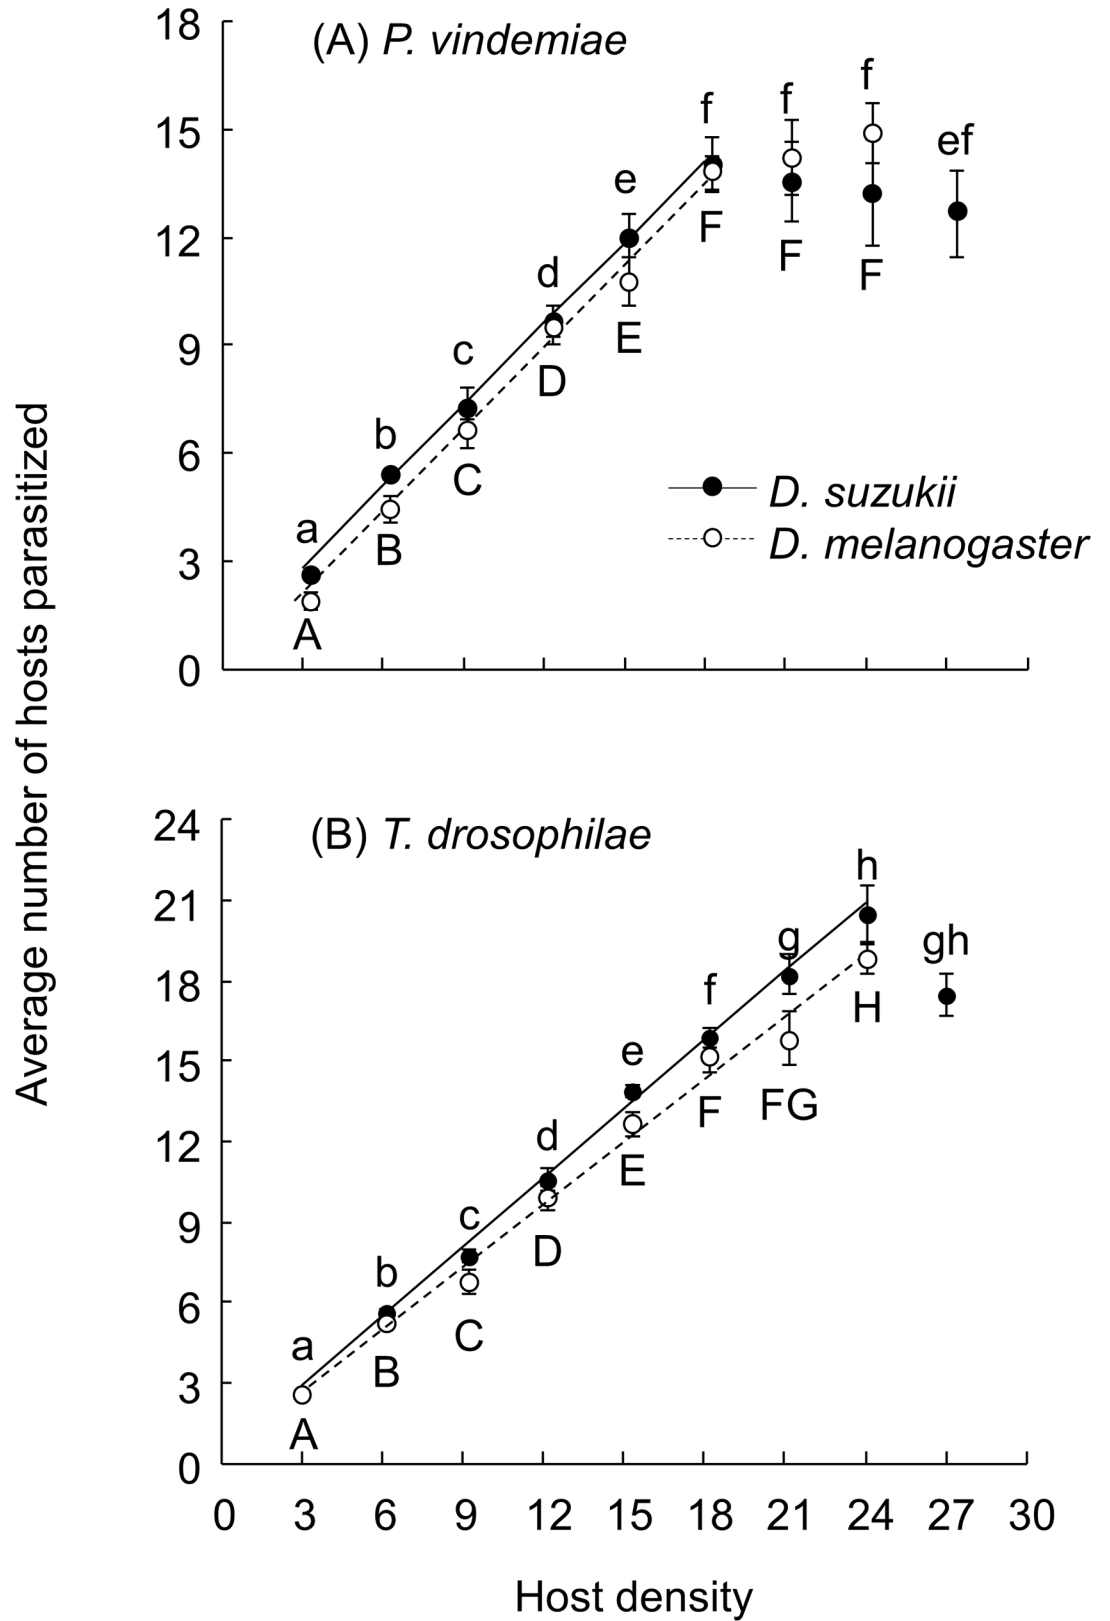 Average number of hosts parasitized
(A) P. vindemiae
18
15
12
9
6
3
0
a
b
c
d
e
f
f
f
ef
A
B
C
D
E
F
F
F
D. suzukii
D. melanogaster
(B) T. drosophilae
24
21
18
15
12
9
6
3
0
a
b
c
d
e
f
g
h
gh
A
B
C
D
E
F
FG
H
0 3 6 9 12 15 18 21 24 27 30
Host density